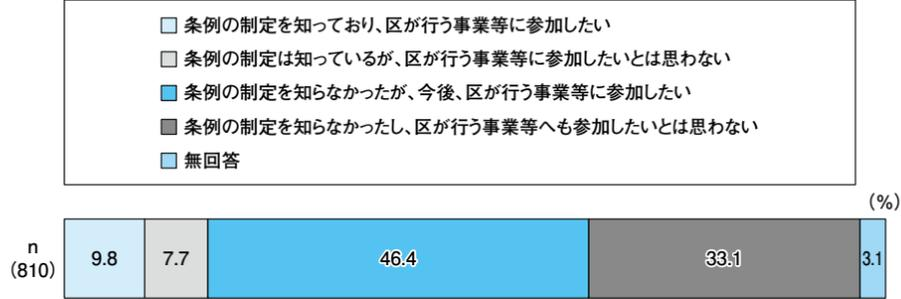 条例の制定を知っており、区が行う事業等に参加したい
条例の制定は知っているが、区が行う事業等に参加したいとは思わない
条例の制定を知らなかったが、今後、区が行う事業等に参加したい
条例の制定を知らなかったし、区が行う事業等へも参加したいとは思わない
無回答
(%)
n
(810)
9.8 7.7 46.4 33.1 3.1